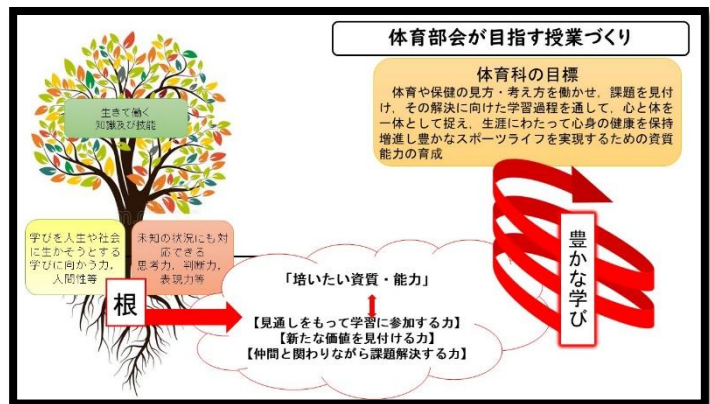 体育部会が目指す授業づくり
体育科の目標
体育や保健の見方・考え方を働かせ，課題を見付
け，その解決に向けた学習過程を通して，心と体を
一体として捉え，生涯にわたって心身の健康を保持
増進し豊かなスポーツライフを実現するための資質
能力の育成
生きて働く
知識及び技能
学びを人生や社会
に生かそうとする
学びに向かう力，
人間性等
未知の状況にも対
応できる
思考力，判断力，
表現力等
根
「培いたい資質・能力」
【見通しをもって学習に参加する力】
【新たな価値を見付ける力】
【仲間と関わりながら課題解決する力】
豊かな学び